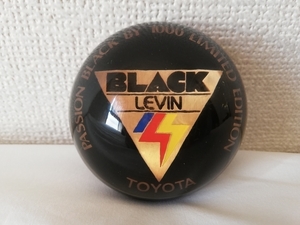 PASSION BLACK BY 1000 LIMITED EDITION
BLACK
LEVIN
TOYOTA